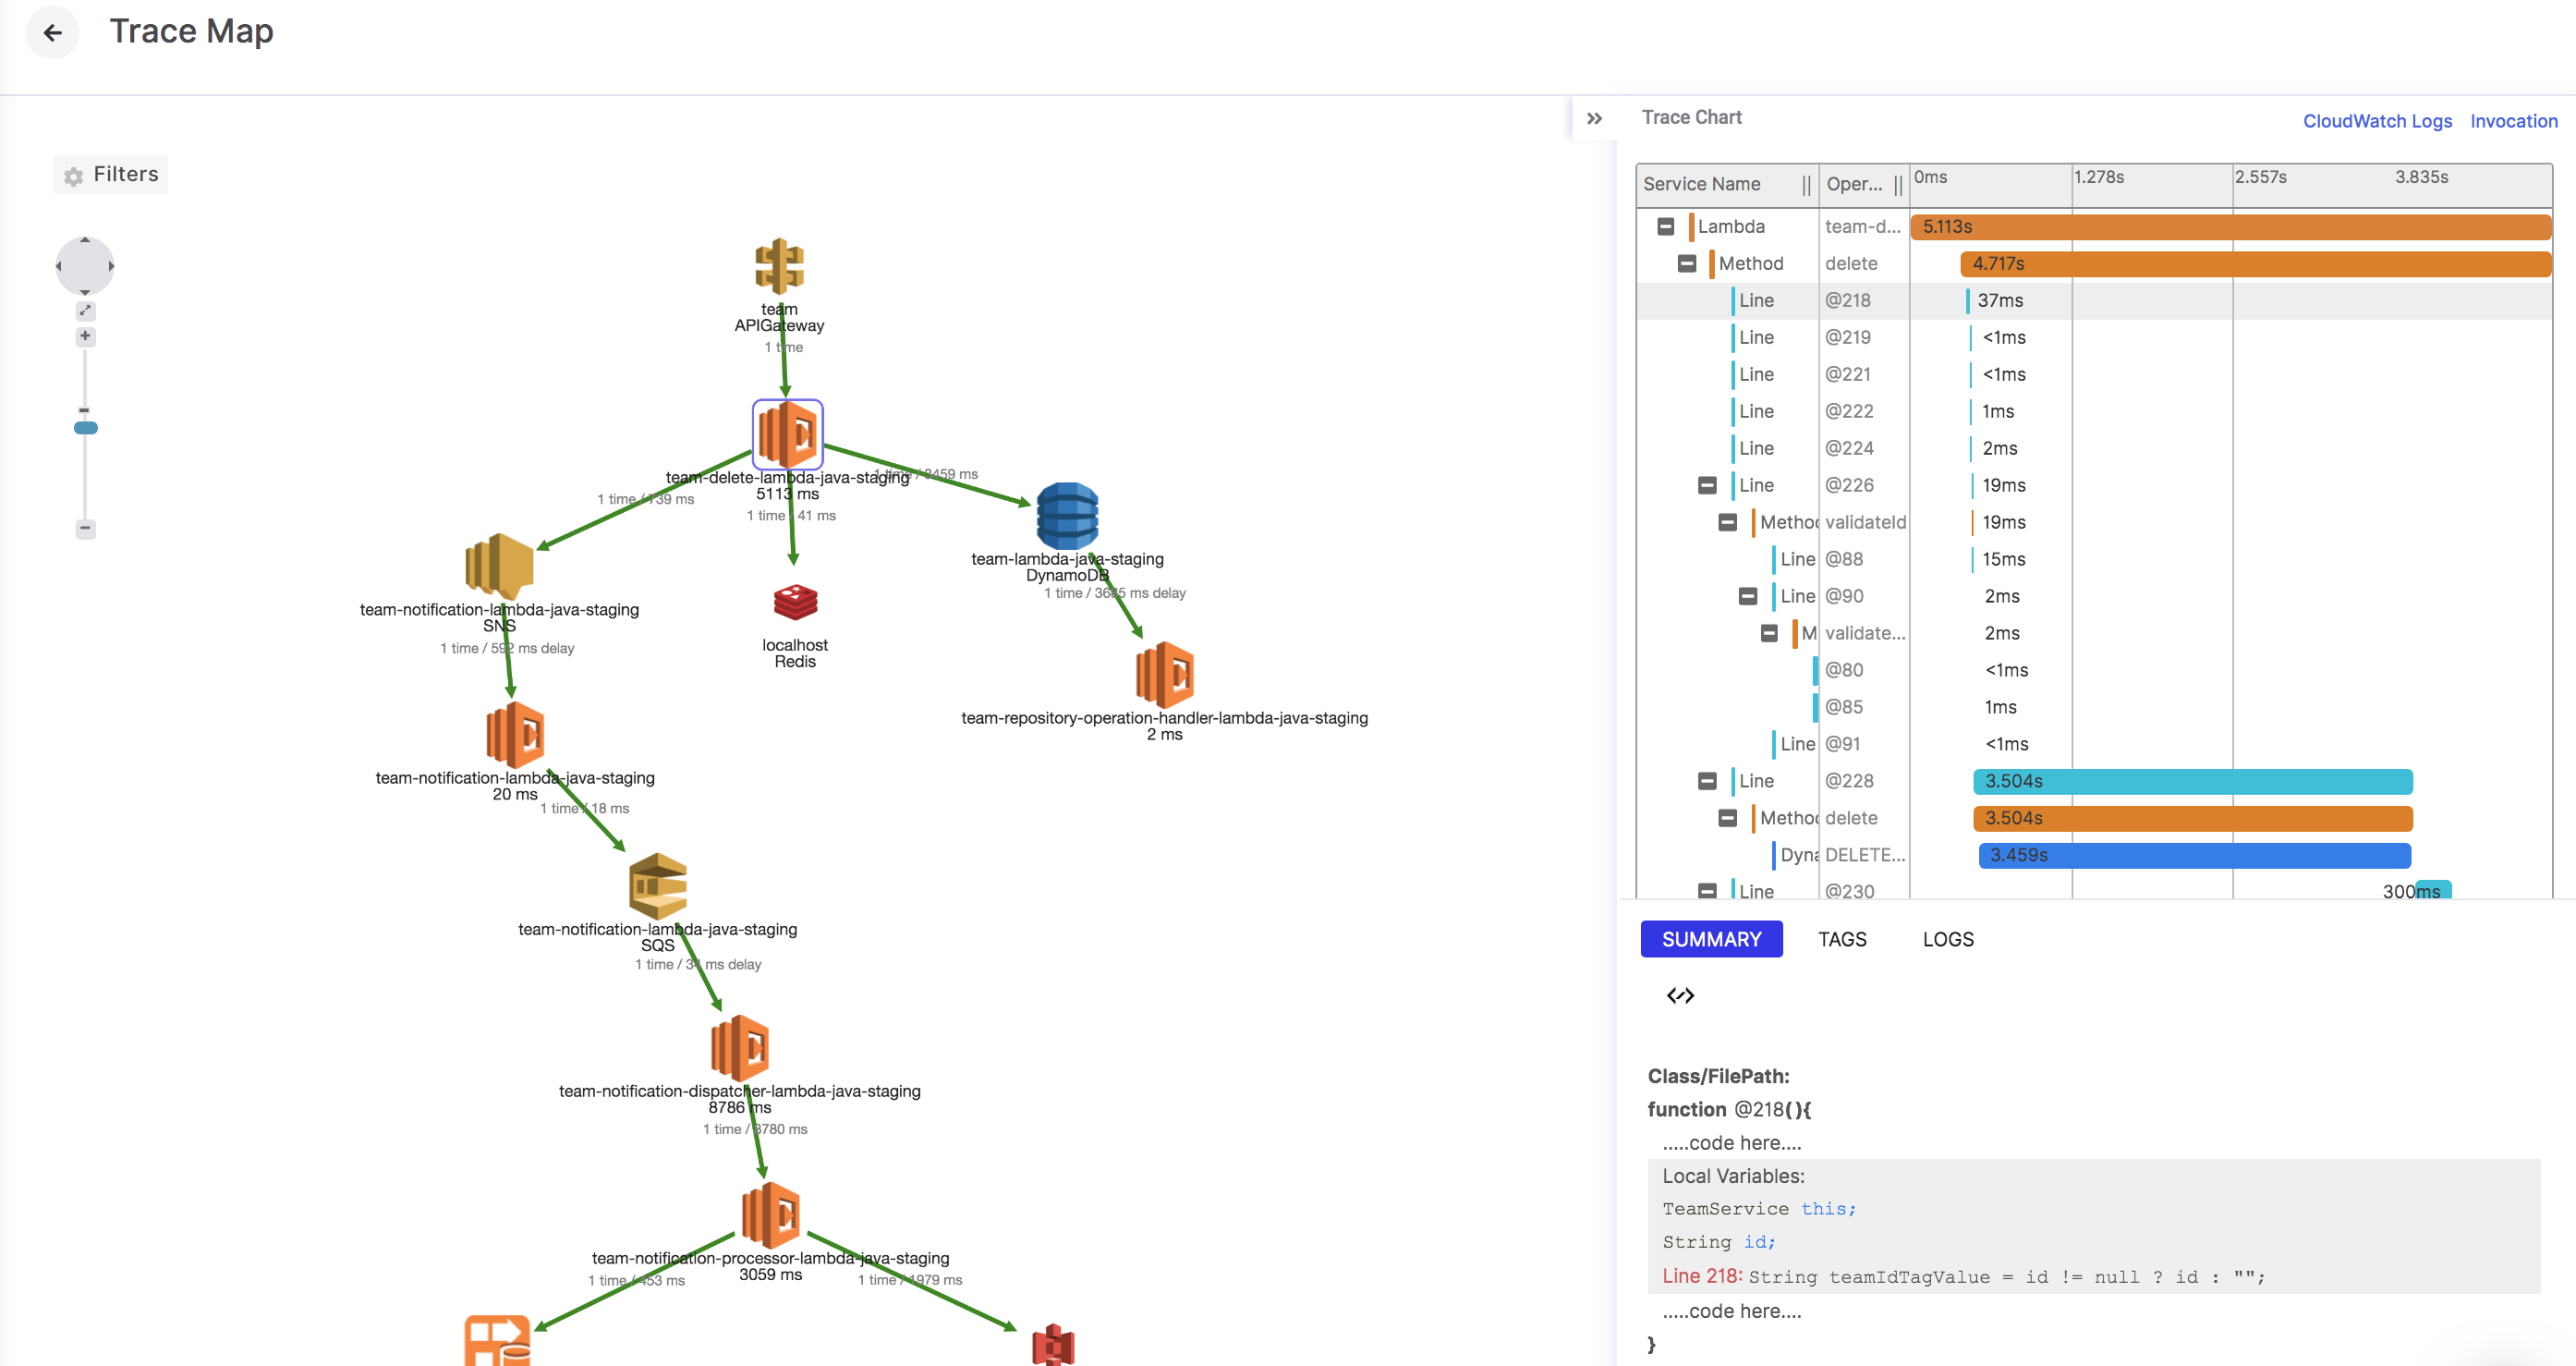 Trace Map
Filters
team
APIGateway
1 time
team-delete-lambda-java-staging
5113 ms
1 time / 739 ms
1 time / 41 ms
1 time / 3459 ms
team-notification-lambda-java-staging
SNS
1 time / 592 ms delay
localhost
Redis
team-lambda-java-staging
DynamoDB
1 time / 3685 ms delay
team-repository-operation-handler-lambda-java-staging
2 ms
team-notification-lambda-java-staging
20 ms
1 time / 18 ms
team-notification-lambda-java-staging
SQS
1 time / ms delay
team-notification-dispatcher-lambda-java-staging
8786 ms
1 time / 8780 ms
team-notification-processor-lambda-java-staging
3059 ms
1 time / 453 ms
1 time / 1979 ms
Trace Chart
CloudWatch Logs Invocation
Service Name || Oper... || 0ms 1.278s 2.557s 3.835s
Lambda team-d... 5.113s
Method delete 4.717s
Line @218 37ms
Line @219 <1ms
Line @221 <1ms
Line @222 1ms
Line @224 2ms
Line @226 19ms
Metho validateId 19ms
Line @88 15ms
Line @90 2ms
M validate... 2ms
@80 <1ms
@85 1ms
Line @91 <1ms
Line @228 3.504s
Metho delete 3.504s
Dyna DELETE... 3.459s
Line @230 300ms
SUMMARY TAGS LOGS
Class/FilePath:
function @218(){
.....code here....
Local Variables:
TeamService this;
String id;
Line 218: String teamIdTagValue = id != null ? id : "";
.....code here....
}